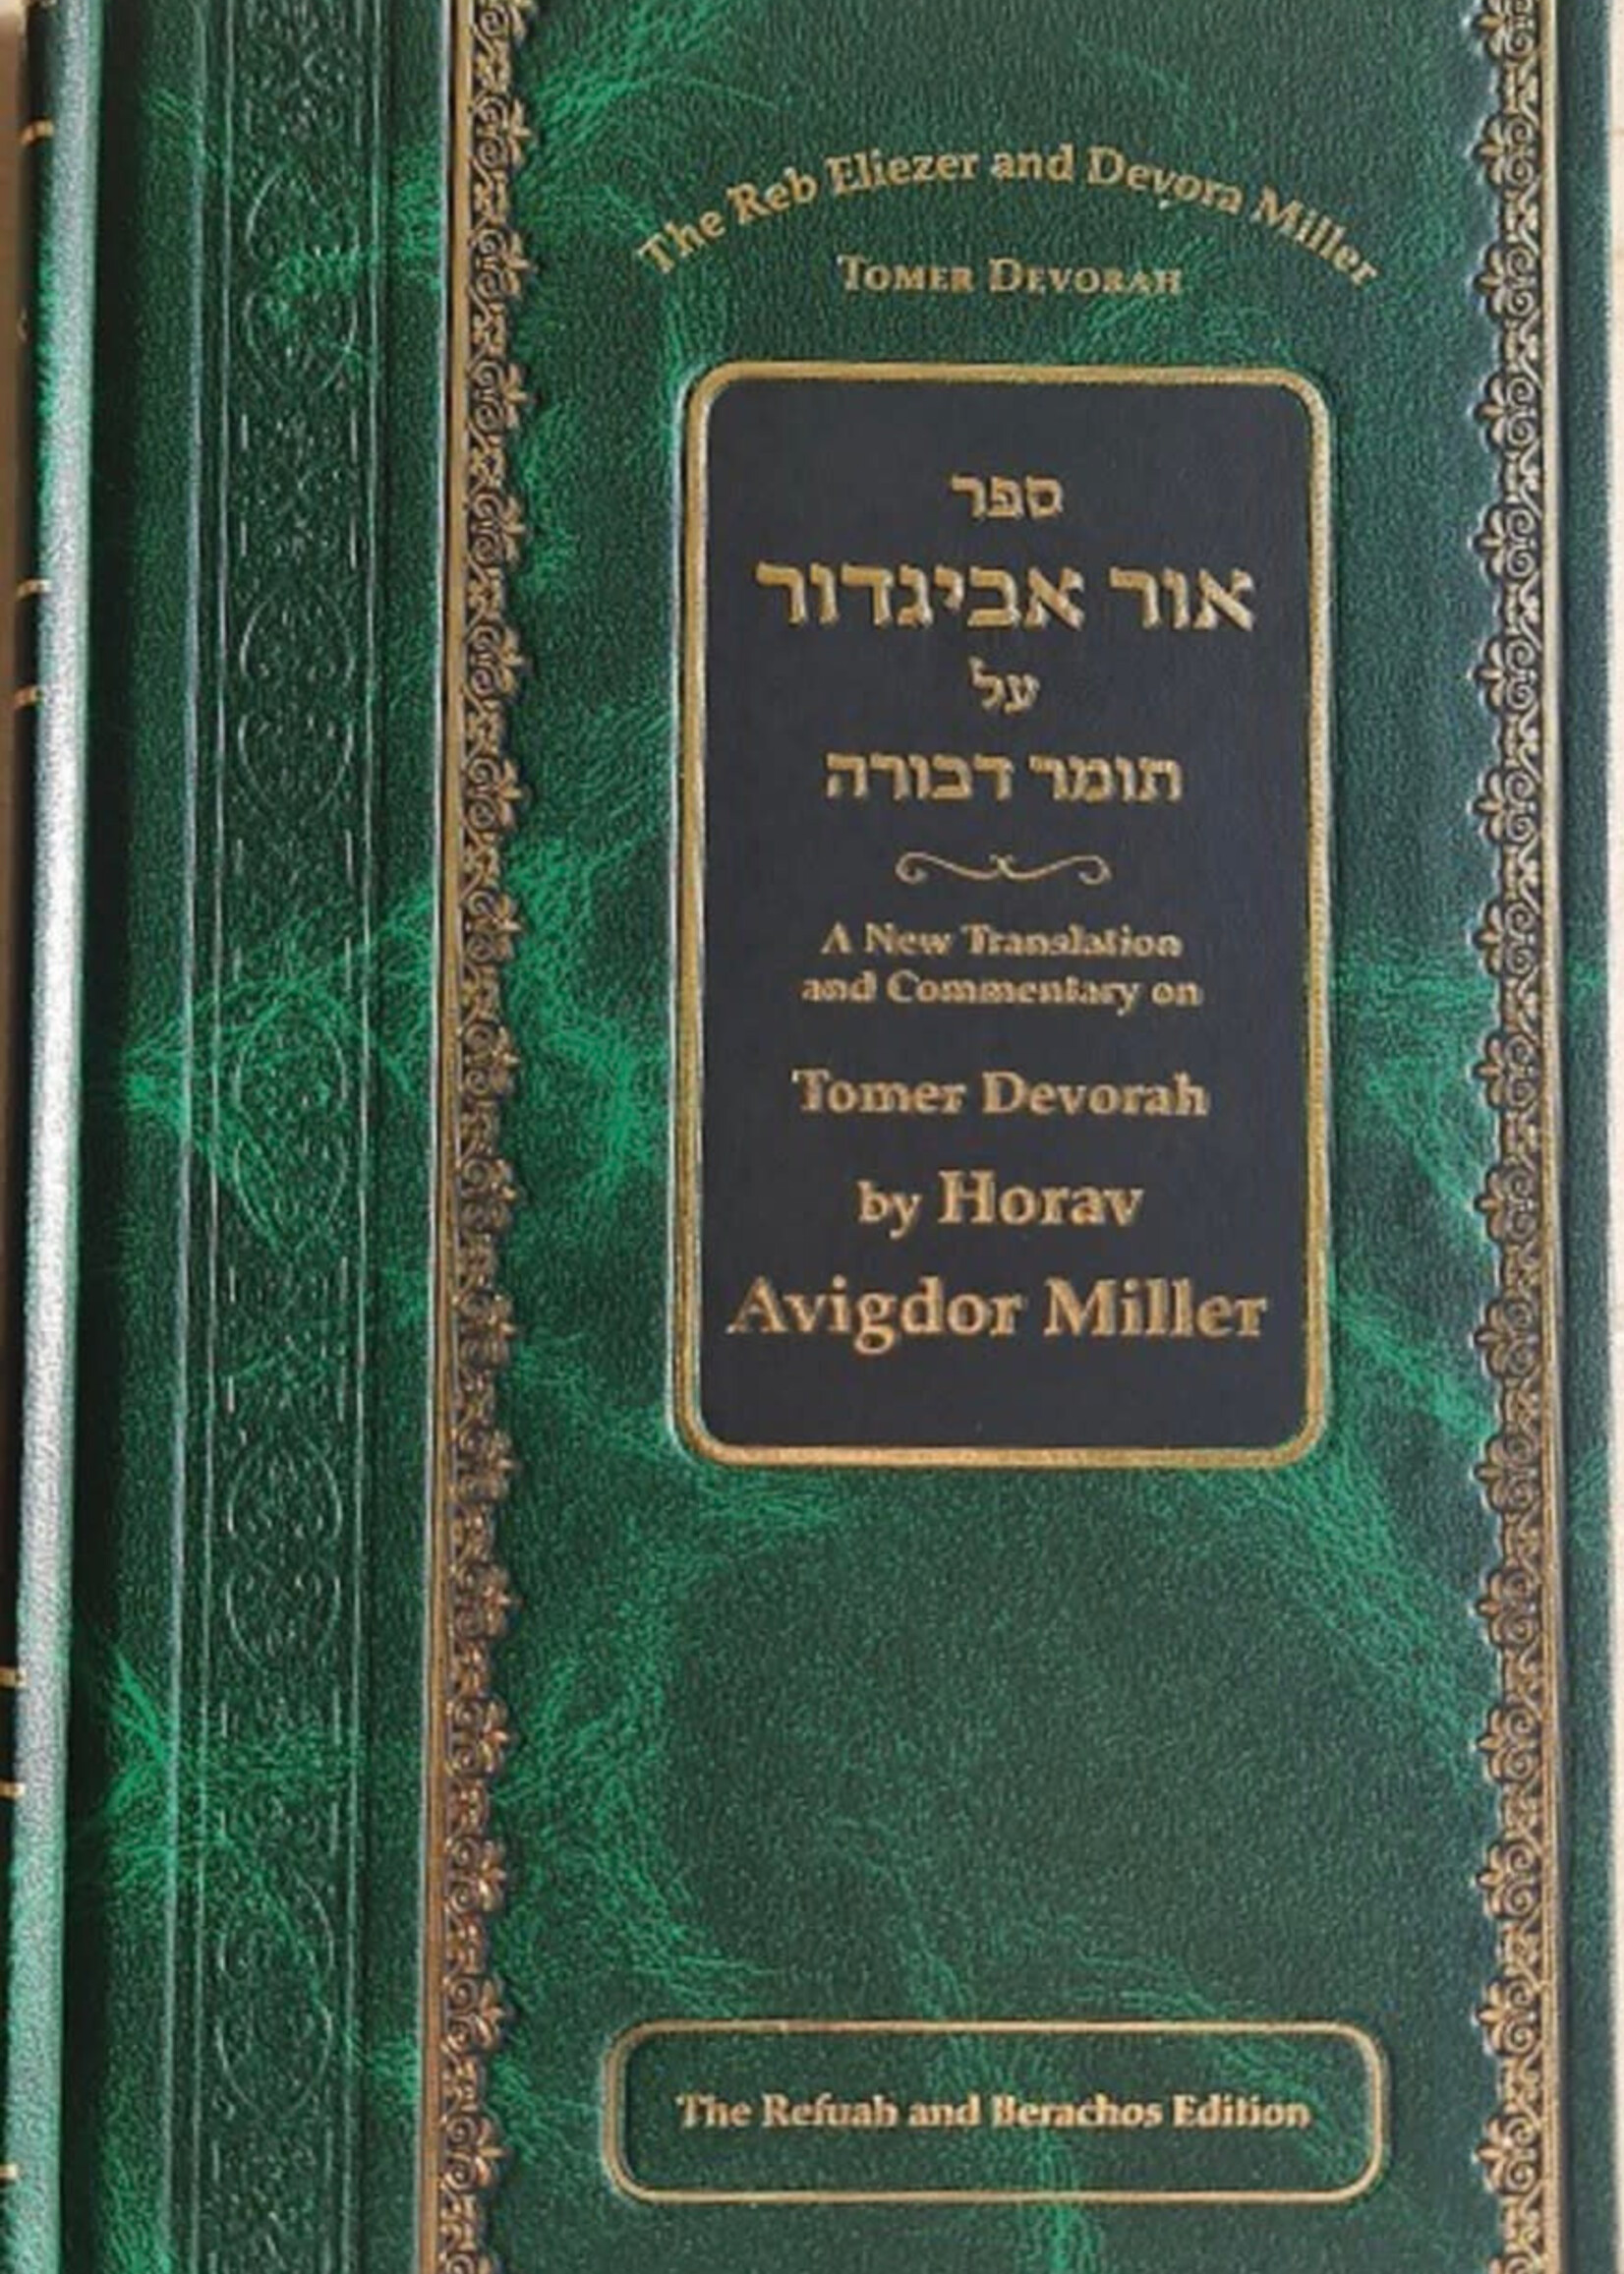 The Reb Eliezer and Devora Miller
TOMER DEVORAH
ספר
אור אביגדור
על
תומר דבורה
A New Translation
and Commentary on
Tomer Devorah
by Horav
Avigdor Miller
The Refuah and Berachos Edition